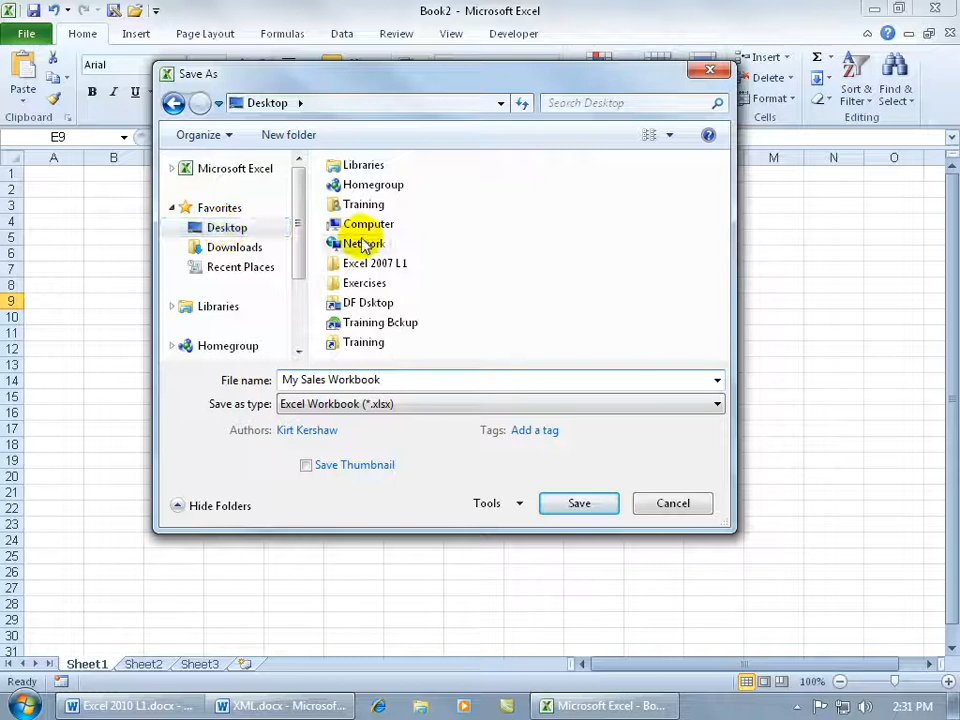 Book2 - Microsoft Excel
File Home Insert Page Layout Formulas Data Review View Developer
Paste
Clipboard
Arial
B I U
Insert
Delete
Format
Cells
Sort & Filter
Find & Select
Editing
E9
A B M N O
1
2
3
4
5
6
7
8
9
10
11
12
13
14
15
16
17
18
19
20
21
22
23
24
25
26
27
28
29
30
31
Save As
Desktop
Search Desktop
Organize New folder
Microsoft Excel
Favorites
Desktop
Downloads
Recent Places
Libraries
Homegroup
Libraries
Homegroup
Training
Computer
Network
Excel 2007 L1
Exercises
DF Dsktop
Training Bckup
Training
File name: My Sales Workbook
Save as type: Excel Workbook (*.xlsx)
Authors: Kirt Kershaw Tags: Add a tag
Save Thumbnail
Hide Folders Tools Save Cancel
Sheet1 Sheet2 Sheet3
Ready 100%
Excel 2010 L1.docx - ... XML.docx - Microsoft... Microsoft Excel - Bo... 2:31 PM